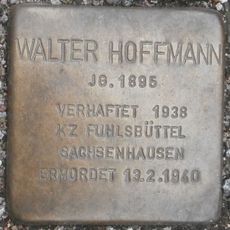 WALTER HOFFMANN
JG. 1895
VERHAFTET 1938
KZ FUHLSBÜTTEL
SACHSENHAUSEN
ERMORDET 13.2.1940